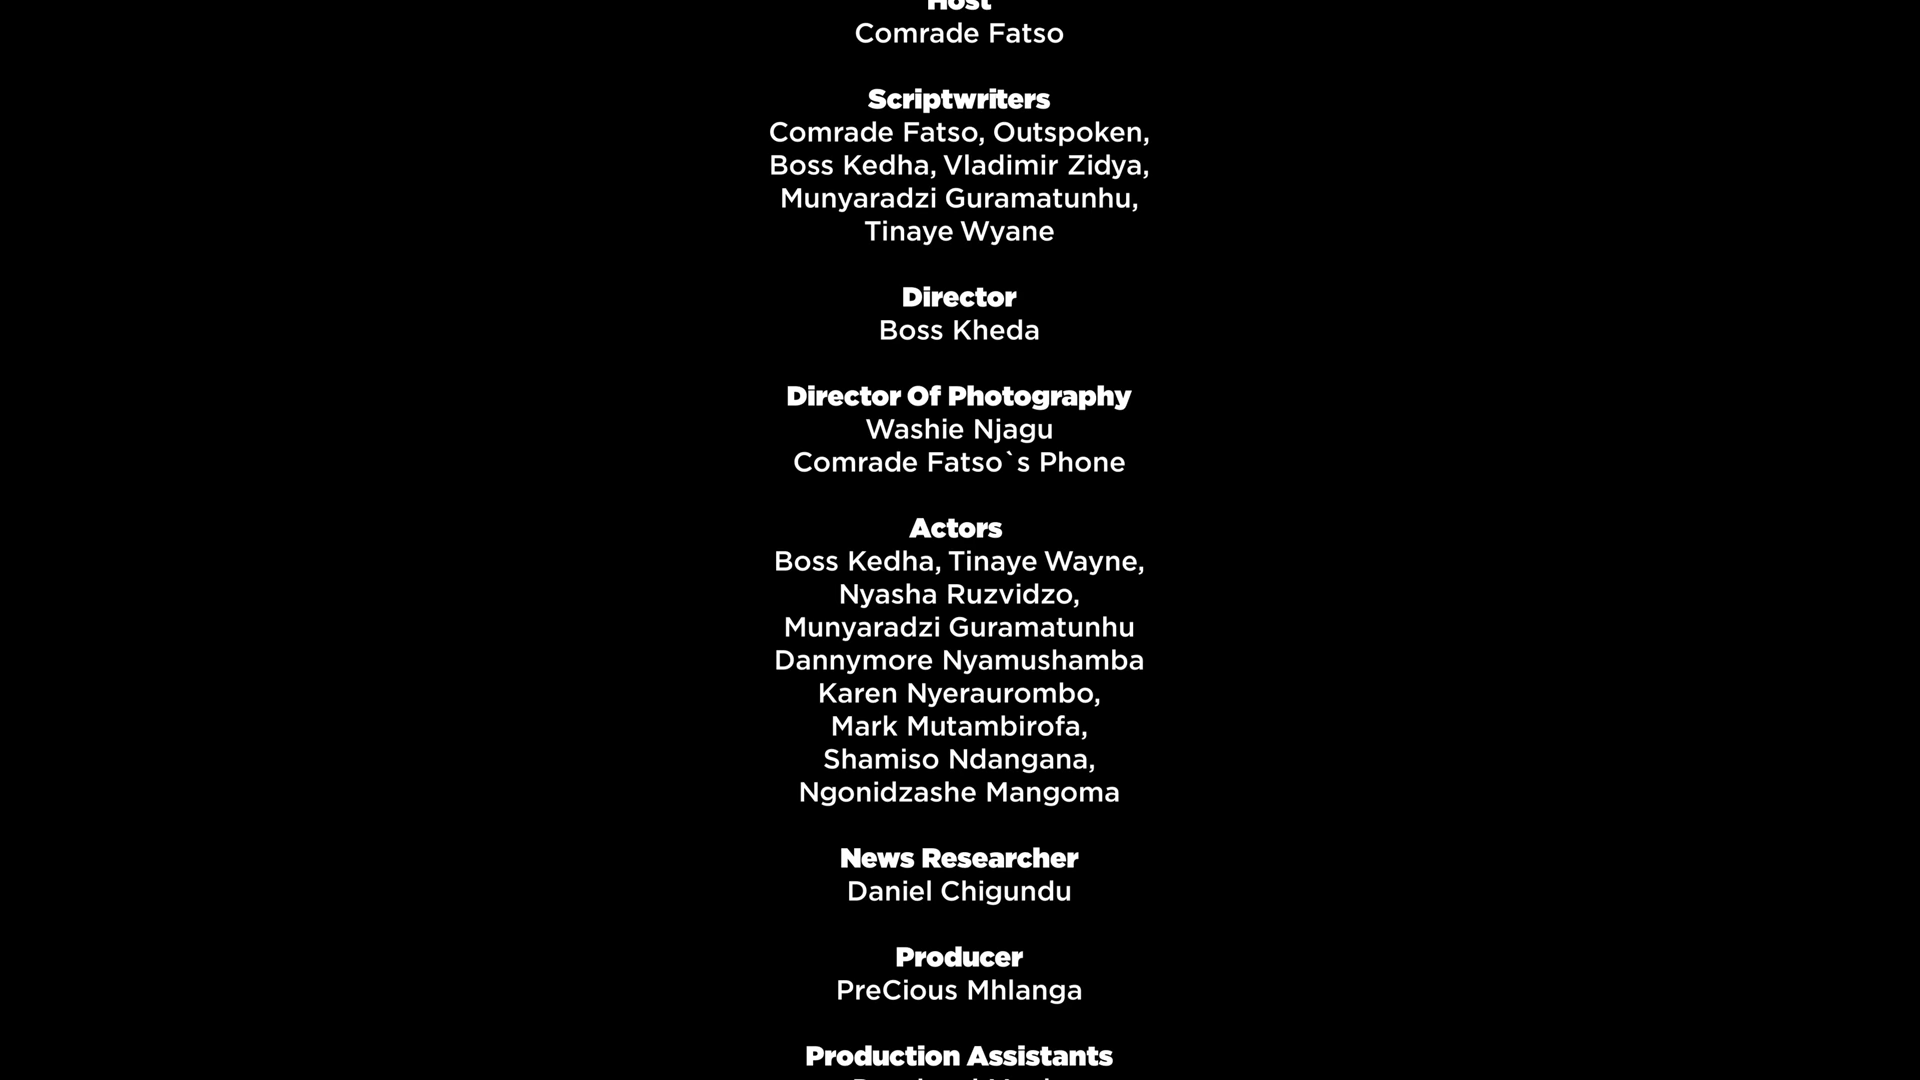 Host
Comrade Fatso
Scriptwriters
Comrade Fatso, Outspoken,
Boss Kedha, Vladimir Zidya,
Munyaradzi Guramatunhu,
Tinaye Wyane
Director
Boss Kheda
Director Of Photography
Washie Njagu
Comrade Fatso`s Phone
Actors
Boss Kedha, Tinaye Wayne,
Nyasha Ruzvidzo,
Munyaradzi Guramatunhu
Dannymore Nyamushamba
Karen Nyeraurombo,
Mark Mutambirofa,
Shamiso Ndangana,
Ngonidzashe Mangoma
News Researcher
Daniel Chigundu
Producer
PreCious Mhlanga
Production Assistants